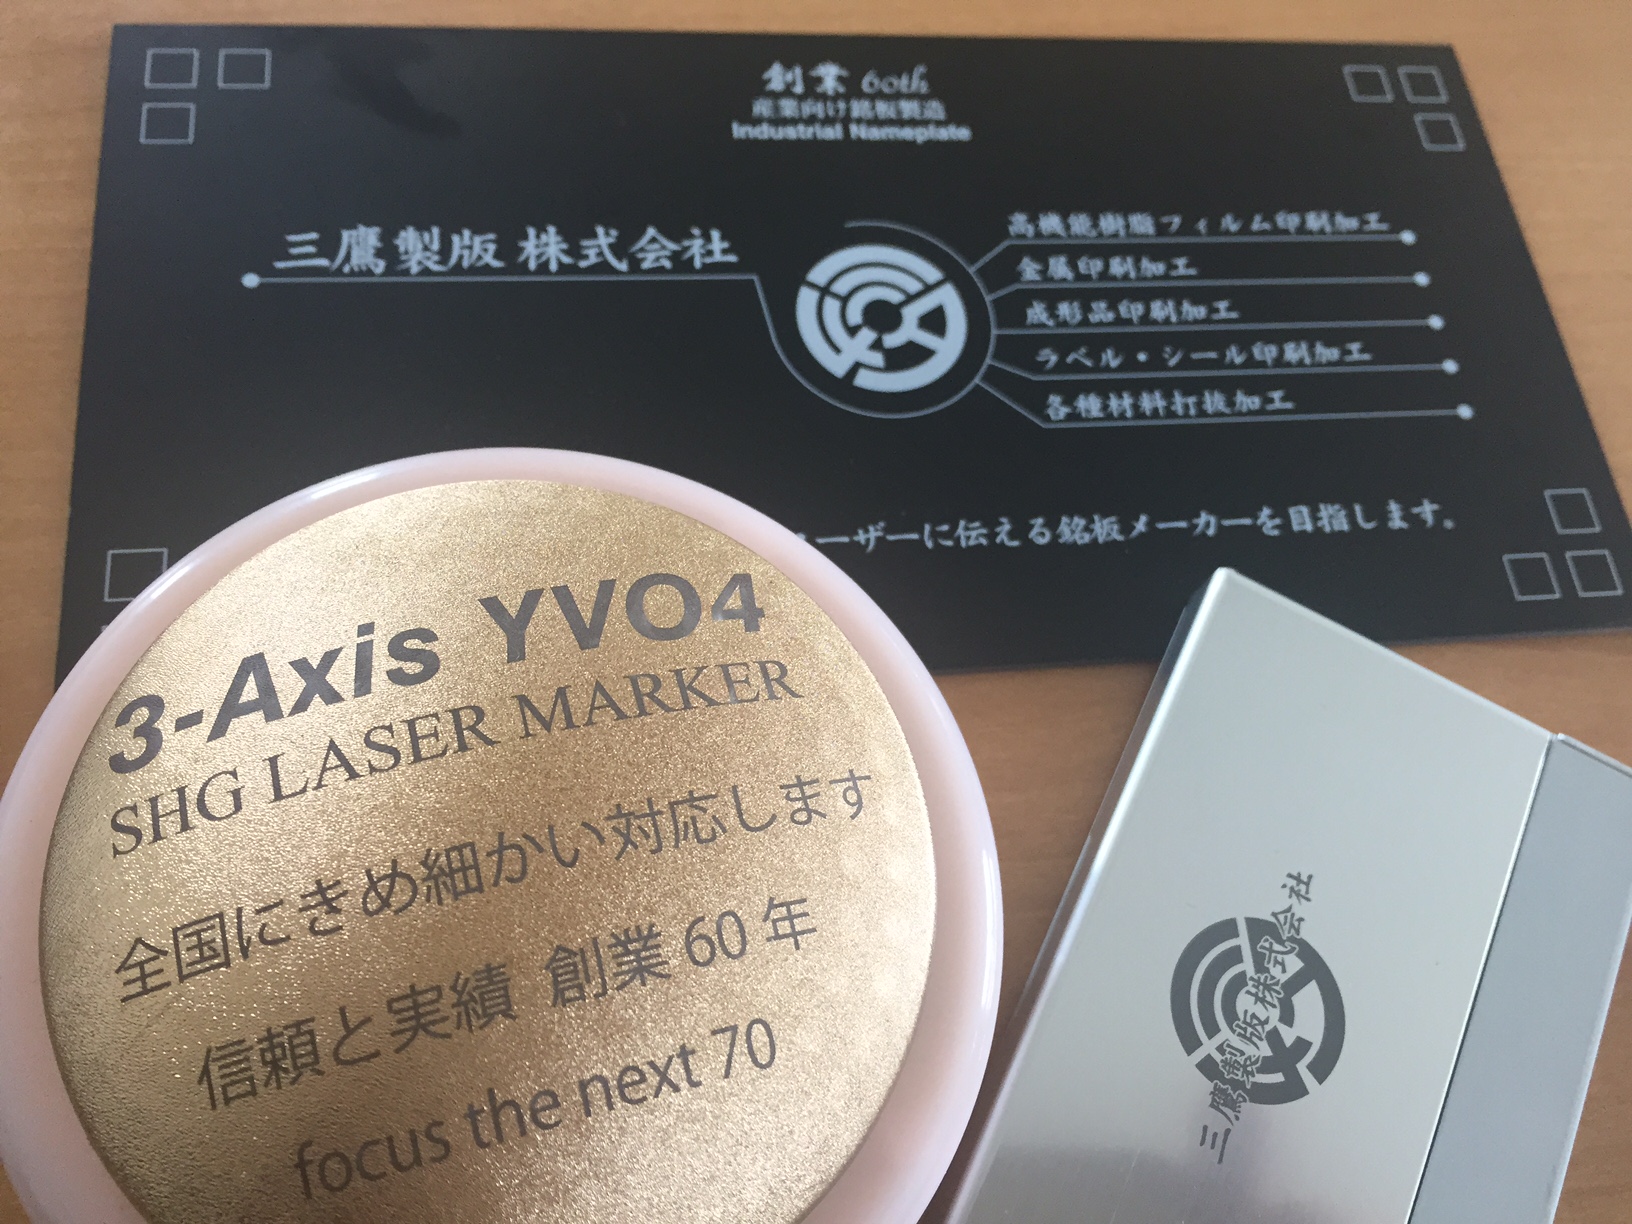 創業 60th
産業向け銘板製造
Industrial Nameplate
三鷹製版 株式会社
高機能樹脂フィルム印刷加工
金属印刷加工
成形品印刷加工
ラベル・シール印刷加工
各種材料打抜加工
ーザーに伝える銘板メーカーを目指します。
3-Axis YVO4
SHG LASER MARKER
全国にきめ細かい対応します
信頼と実績 創業 60 年
focus the next 70
三鷹製版株式会社